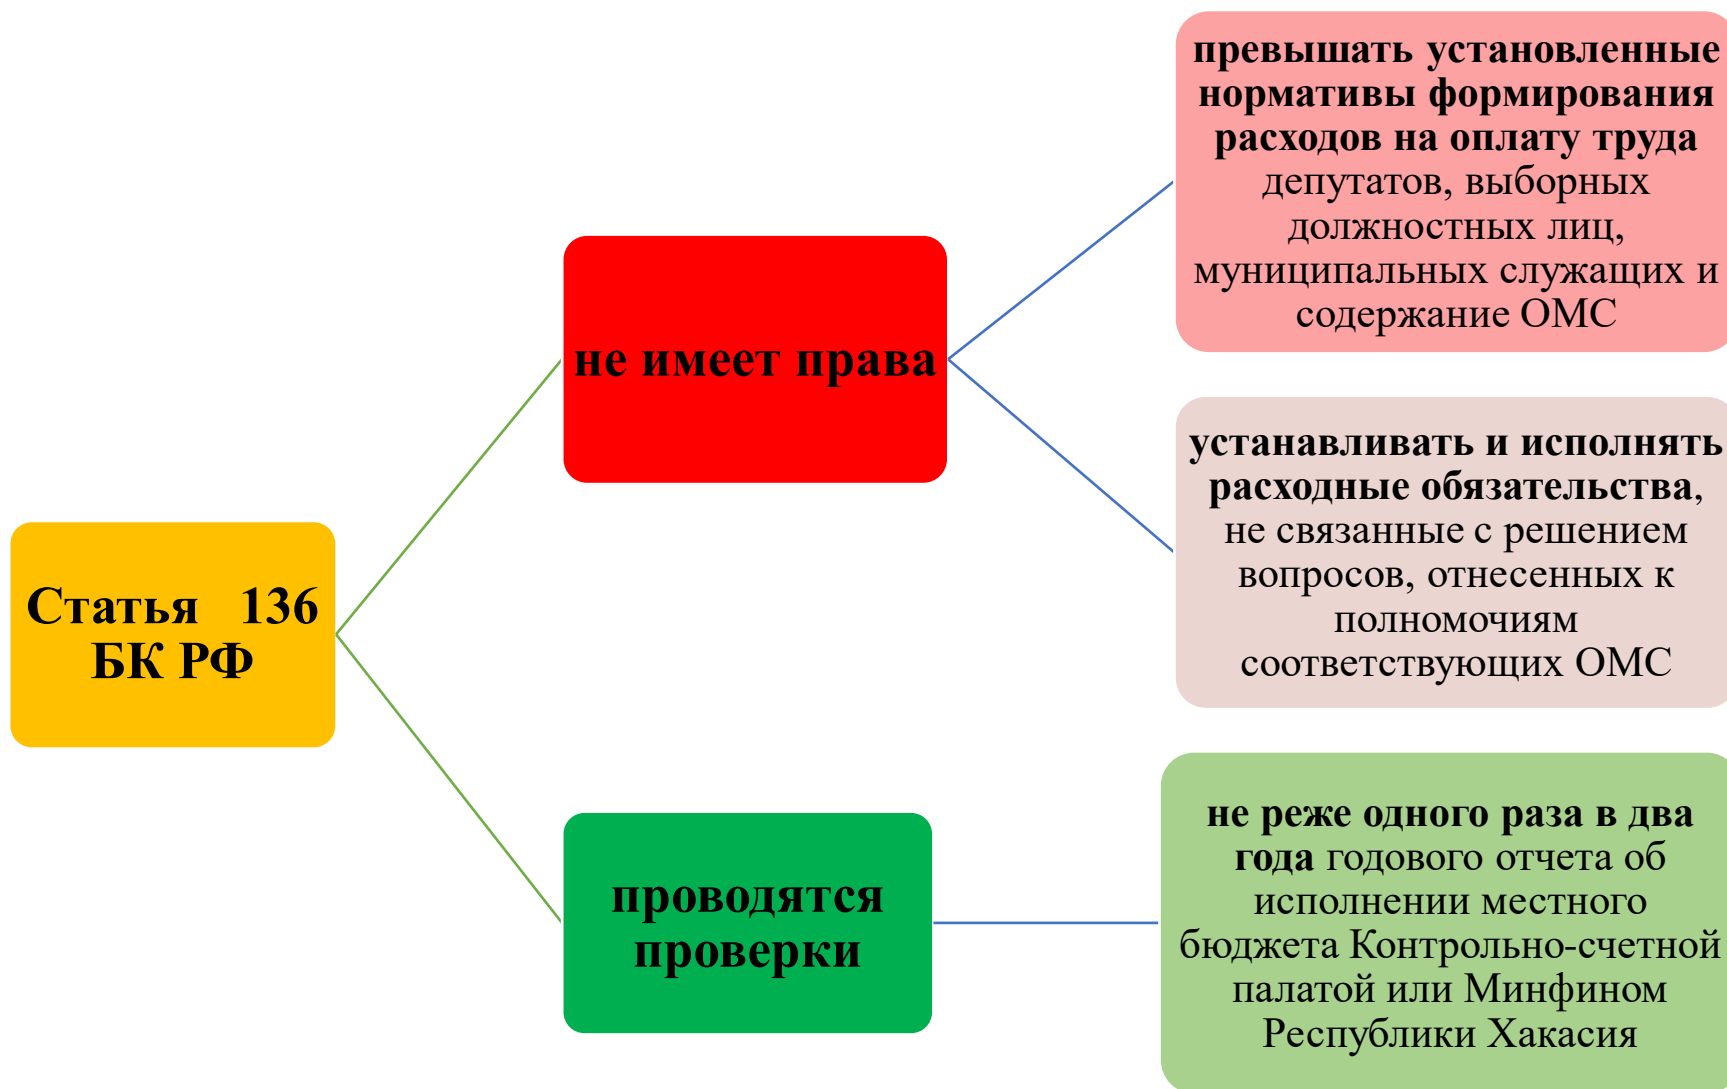 Статья 136
БК РФ
не имеет права
превышать установленные
нормативы формирования
расходов на оплату труда
депутатов, выборных
должностных лиц,
муниципальных служащих и
содержание ОМС
устанавливать и исполнять
расходные обязательства,
не связанные с решением
вопросов, отнесенных к
полномочиям
соответствующих ОМС
проводятся
проверки
не реже одного раза в два
года годового отчета об
исполнении местного
бюджета Контрольно-счетной
палатой или Минфином
Республики Хакасия